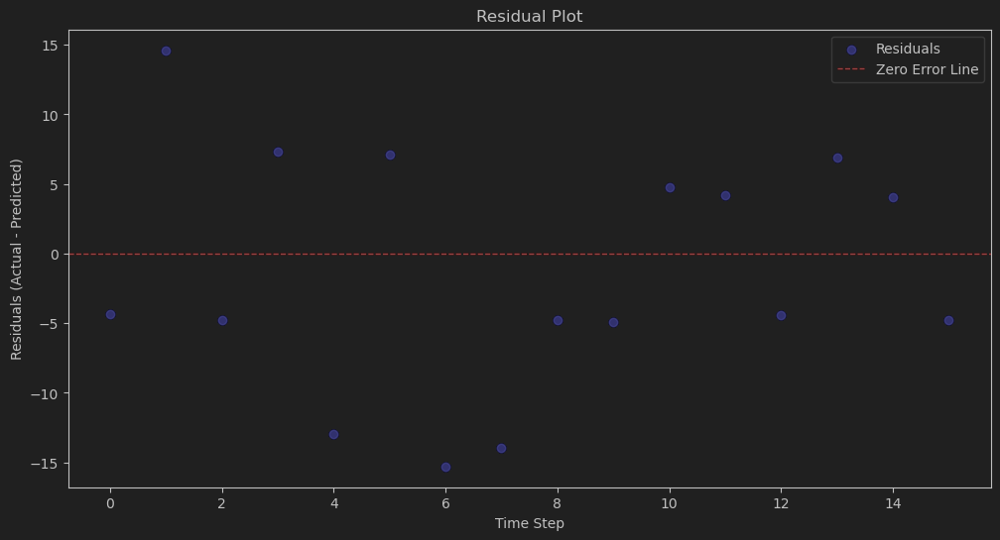 Residual Plot
Residuals
Zero Error Line
Residuals (Actual - Predicted)
15
10
5
0
−5
−10
−15
0 2 4 6 8 10 12 14
Time Step